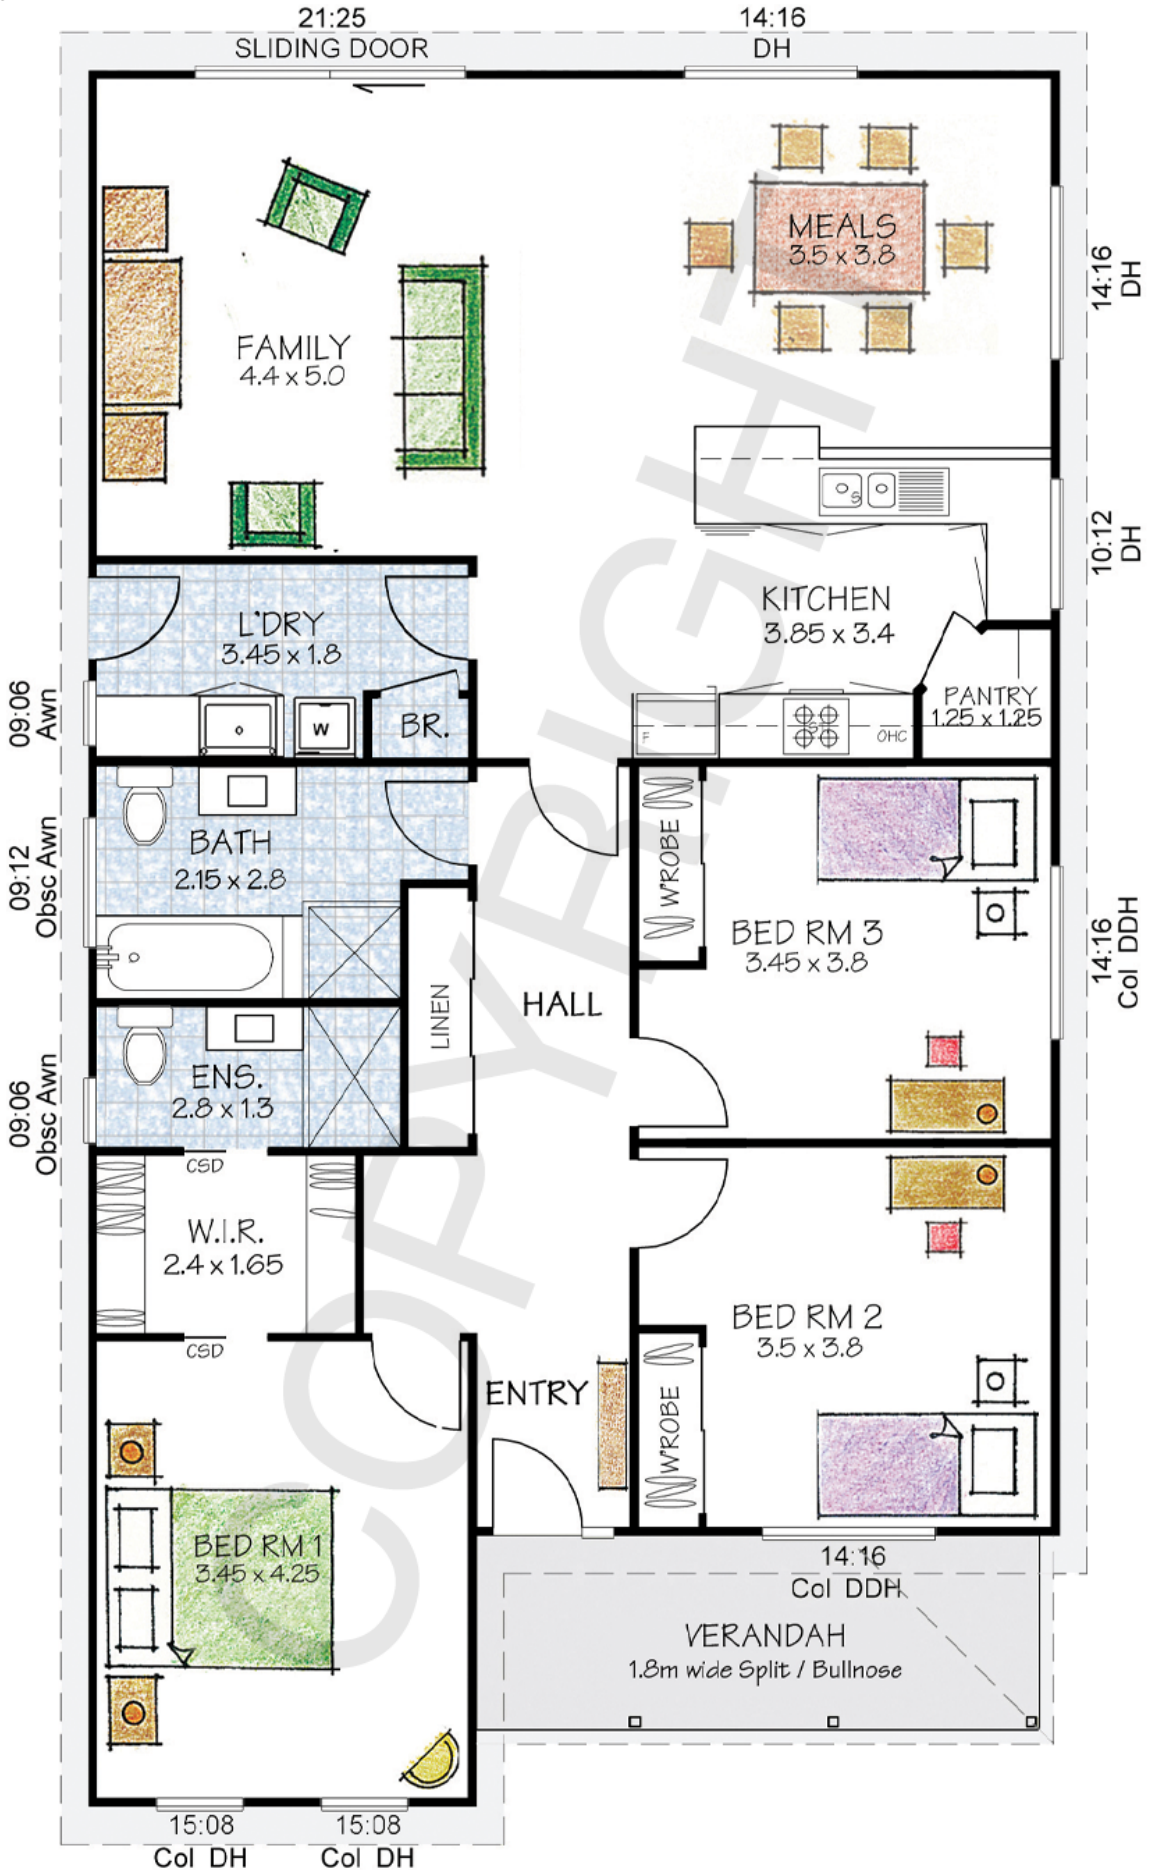 21:25
SLIDING DOOR
14:16
DH
MEALS
3.5 x 3.8
14:16
DH
FAMILY
4.4 x 5.0
S
10:12
DH
KITCHEN
3.85 x 3.4
L'DRY
3.45 x 1.8
09:06
Awn
W
BR.
F
S
OHC
PANTRY
1.25 x 1.25
BATH
2.15 x 2.8
09:12
Obsc Awn
W'ROBE
BED RM 3
3.45 x 3.8
14:16
Col DDH
LINEN
HALL
ENS.
2.8 x 1.3
09:06
Obsc Awn
CSD
W.I.R.
2.4 x 1.65
CSD
BED RM 2
3.5 x 3.8
ENTRY
W'ROBE
BED RM 1
3.45 x 4.25
14:16
Col DDH
VERANDAH
1.8m wide Split / Bullnose
15:08
Col DH
15:08
Col DH
COPYRIGHT